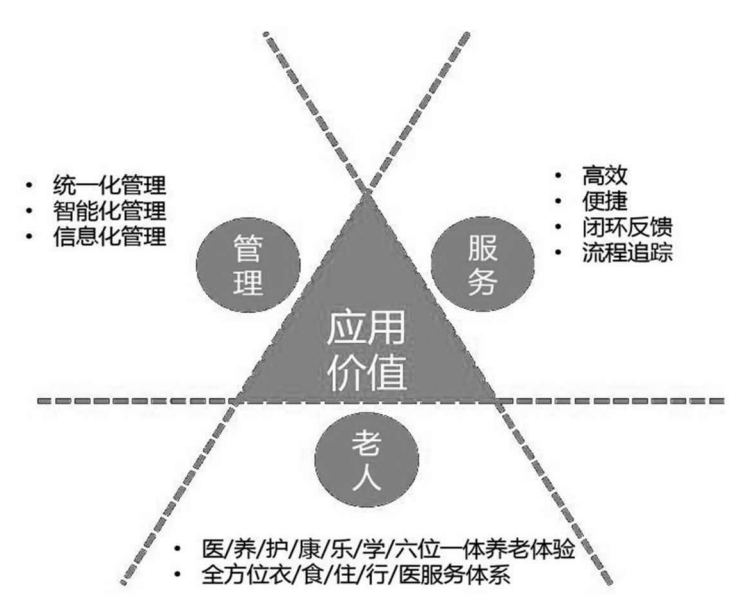 统一化管理
智能化管理
信息化管理
高效
便捷
闭环反馈
流程追踪
管
理
服
务
应用
价值
老
人
医/养/护/康/乐/学/六位一体养老体验
全方位衣/食/住/行/医服务体系